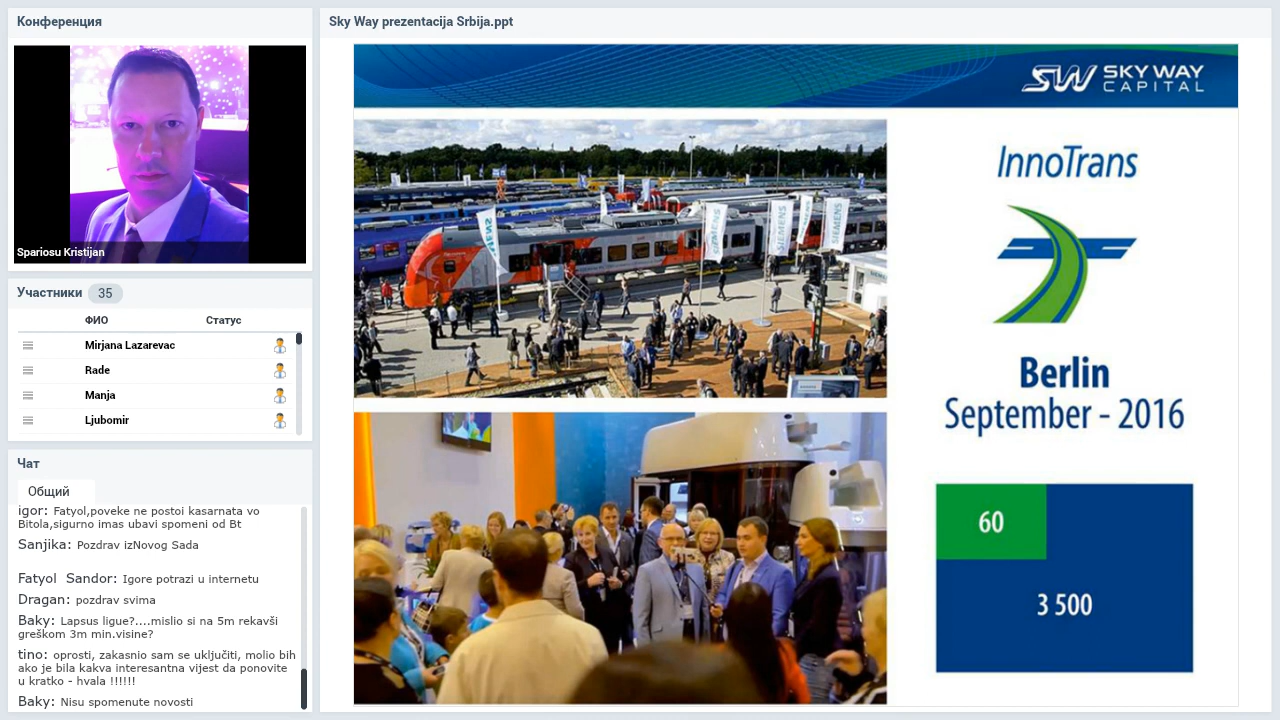 Конференция
Spariosu Kristijan
Участники 35
ФИО Статус
Mirjana Lazarevac
Rade
Manja
Ljubomir
Чат
Общий
igor: Fatyol,poveke ne postoi kasarnata vo
Bitola,sigurno imas ubavi spomeni od Bt
Sanjika: Pozdrav izNovog Sada
Fatyol Sandor: Igore potrazi u internetu
Dragan: pozdrav svima
Baky: Lapsus ligue?....mislio si na 5m rekavši
greškom 3m min.visine?
tino: oprosti, zakasnio sam se uključiti, molio bih
ako je bila kakva interesantna vijest da ponovite
u kratko - hvala !!!!!!
Baky: Nisu spomenute novosti
Sky Way prezentacija Srbija.ppt
SW SKY WAY
CAPITAL
SIEMENS
SIEMENS
SIEMENS
SIEMENS
InnoTrans
Berlin
September - 2016
60
3 500